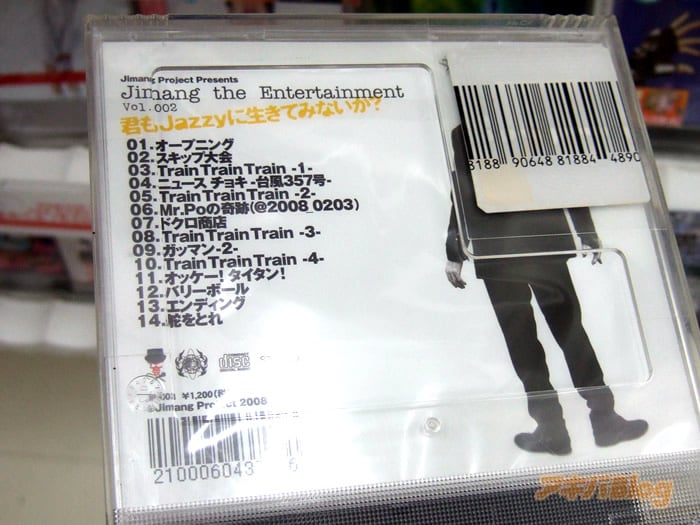 Jimang Project Presents
Jimang the Entertainment
Vol.002
君もJazzyに生きてみないか?
01.オープニング
02.スキップ大会
03.Train Train Train -1-
04.ニュース チョキ-台風357号-
05.Train Train Train -2-
06.Mr.Poの奇跡(@2008_0203)
07.ドクロ商店
08.Train Train Train -3-
09.ガッマン-2-
10.Train Train Train -4-
11.オッケー! タイタン!
12.バリーボール
13.エンディング
14.舵をとれ
disc
¥1,200
Jimang Project 2008
8188 90648 81884 4890
210006043 6
アキバBlog